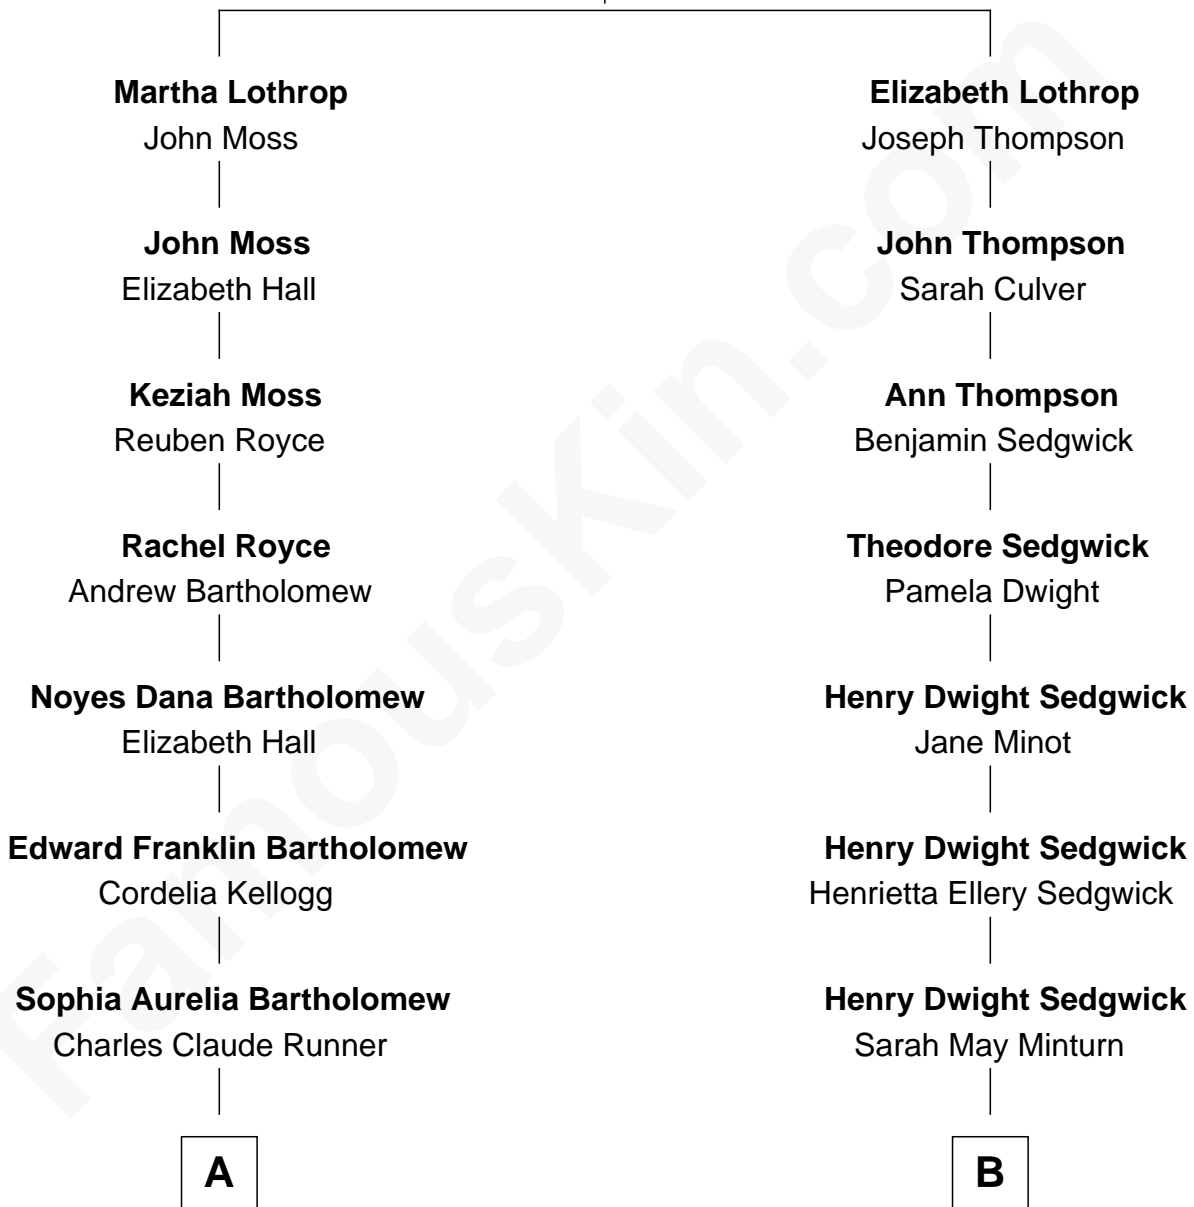 Martha Lothrop
John Moss
John Moss
Elizabeth Hall
Keziah Moss
Reuben Royce
Rachel Royce
Andrew Bartholomew
Noyes Dana Bartholomew
Elizabeth Hall
Edward Franklin Bartholomew
Cordelia Kellogg
Sophia Aurelia Bartholomew
Charles Claude Runner
A
Elizabeth Lothrop
Joseph Thompson
John Thompson
Sarah Culver
Ann Thompson
Benjamin Sedgwick
Theodore Sedgwick
Pamela Dwight
Henry Dwight Sedgwick
Jane Minot
Henry Dwight Sedgwick
Henrietta Ellery Sedgwick
Henry Dwight Sedgwick
Sarah May Minturn
B
FamousKin.com